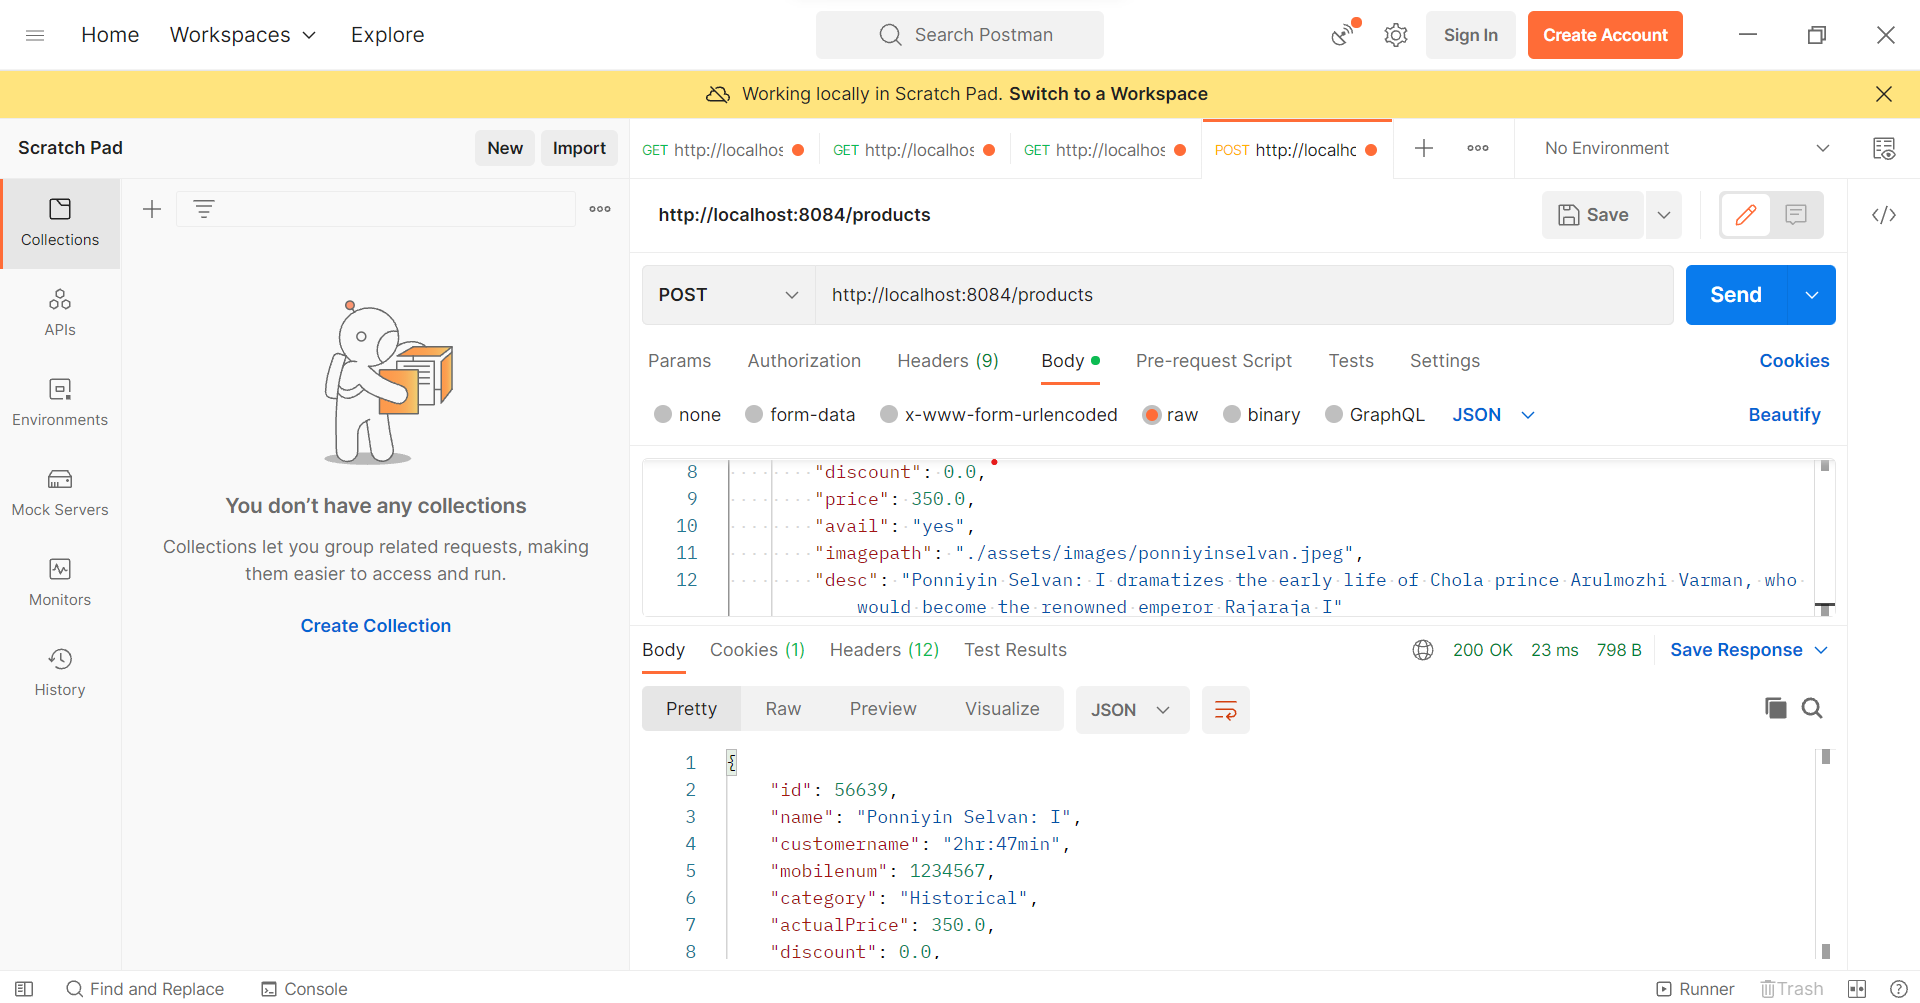 Home Workspaces Explore Search Postman Sign In Create Account
Working locally in Scratch Pad. Switch to a Workspace
Scratch Pad New Import
GET http://localhos GET http://localhos GET http://localhos POST http://localhc No Environment
Collections
APIs
Environments
Mock Servers
Monitors
History
You don’t have any collections
Collections let you group related requests, making
them easier to access and run.
Create Collection
http://localhost:8084/products Save
POST http://localhost:8084/products Send
Params Authorization Headers (9) Body Pre-request Script Tests Settings Cookies
none form-data x-www-form-urlencoded raw binary GraphQL JSON Beautify
8 "discount": 0.0,
9 "price": 350.0,
10 "avail": "yes",
11 "imagepath": "./assets/images/ponniyinselvan.jpeg",
12 "desc": "Ponniyin Selvan: I dramatizes the early life of Chola prince Arulmozhi Varman, who
would become the renowned emperor Rajaraja I"
Body Cookies (1) Headers (12) Test Results 200 OK 23 ms 798 B Save Response
Pretty Raw Preview Visualize JSON
1 {
2 "id": 56639,
3 "name": "Ponniyin Selvan: I",
4 "customername": "2hr:47min",
5 "mobilenum": 1234567,
6 "category": "Historical",
7 "actualPrice": 350.0,
8 "discount": 0.0,
Find and Replace Console Runner Trash